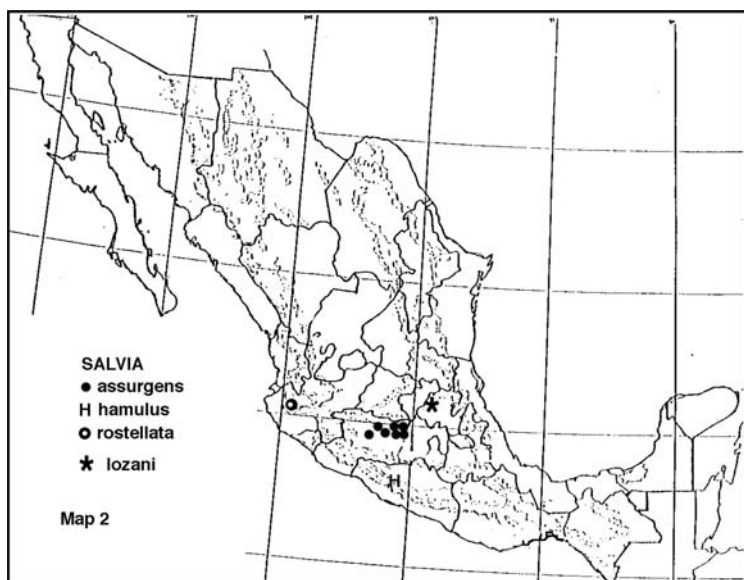 SALVIA
● assurgens
H hamulus
⊙ rostellata
★ lozani
Map 2
H